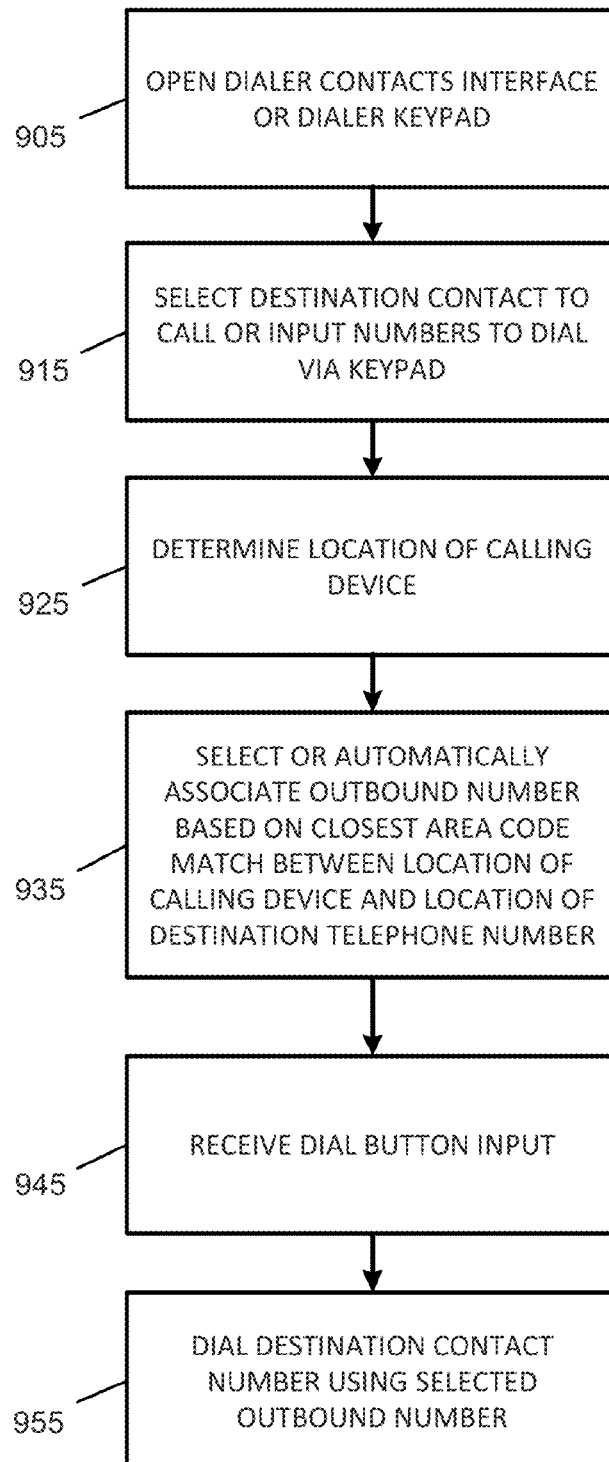 OPEN DIALER CONTACTS INTERFACE
OR DIALER KEYPAD
905
SELECT DESTINATION CONTACT TO
CALL OR INPUT NUMBERS TO DIAL
VIA KEYPAD
915
DETERMINE LOCATION OF CALLING
DEVICE
925
SELECT OR AUTOMATICALLY
ASSOCIATE OUTBOUND NUMBER
BASED ON CLOSEST AREA CODE
MATCH BETWEEN LOCATION OF
CALLING DEVICE AND LOCATION OF
DESTINATION TELEPHONE NUMBER
935
RECEIVE DIAL BUTTON INPUT
945
DIAL DESTINATION CONTACT
NUMBER USING SELECTED
OUTBOUND NUMBER
955